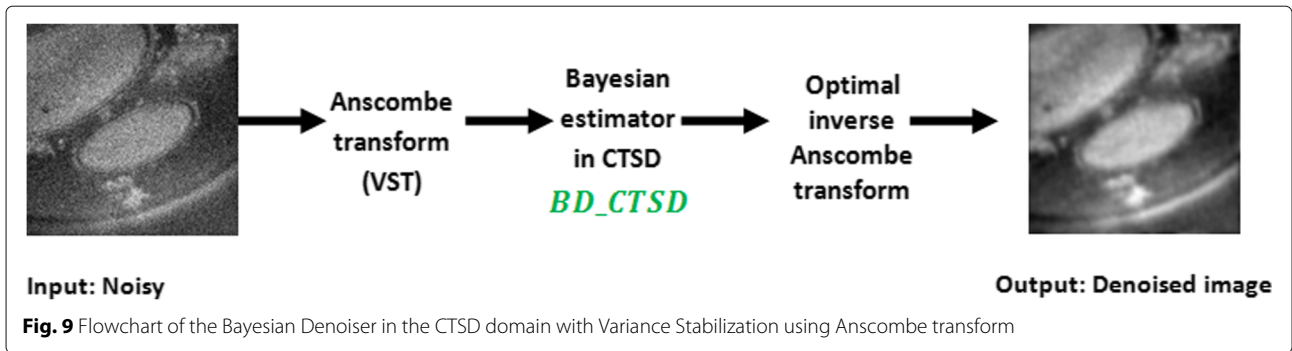 Anscombe
transform
(VST)
Bayesian
estimator
in CTSD
BD_CTSD
Optimal
inverse
Anscombe
transform
Input: Noisy
Output: Denoised image
Fig. 9 Flowchart of the Bayesian Denoiser in the CTSD domain with Variance Stabilization using Anscombe transform